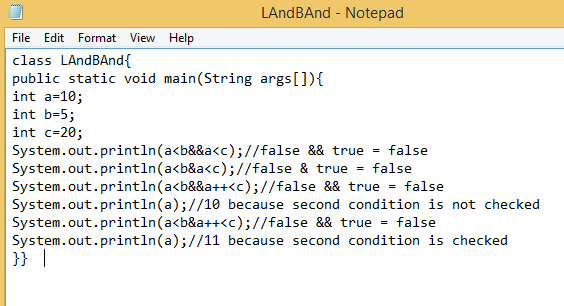 LAndBAnd - Notepad
File Edit Format View Help
class LAndBAnd{
public static void main(String args[]){
int a=10;
int b=5;
int c=20;
System.out.println(a<b&&a<c);//false && true = false
System.out.println(a<b&a<c);//false & true = false
System.out.println(a<b&&a++<c);//false && true = false
System.out.println(a);//10 because second condition is not checked
System.out.println(a<b&a++<c);//false && true = false
System.out.println(a);//11 because second condition is checked
}}